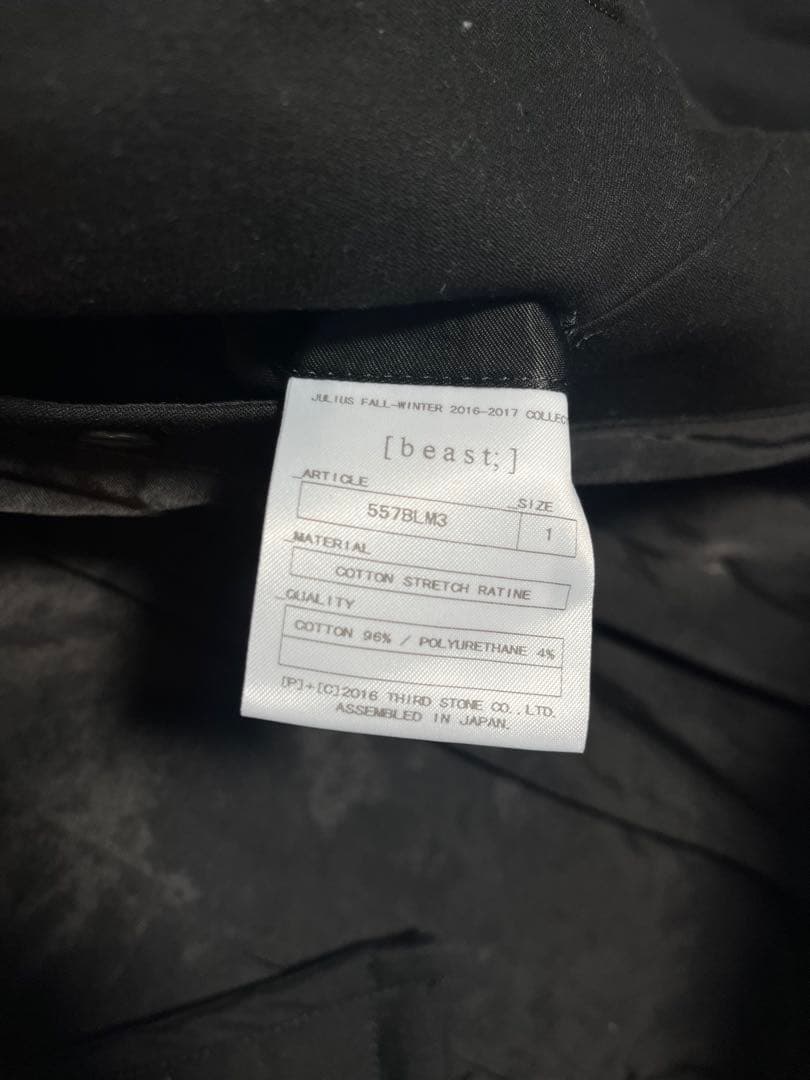 JULIUS FALL-WINTER 2016-2017 COLLEC
[beast;]
_ARTICLE _SIZE
557BLM3 1
_MATERIAL
COTTON STRETCH RATINE
_QUALITY
COTTON 96% / POLYURETHANE 4%
[P]+[C]2016 THIRD STONE CO., LTD.
ASSEMBLED IN JAPAN.